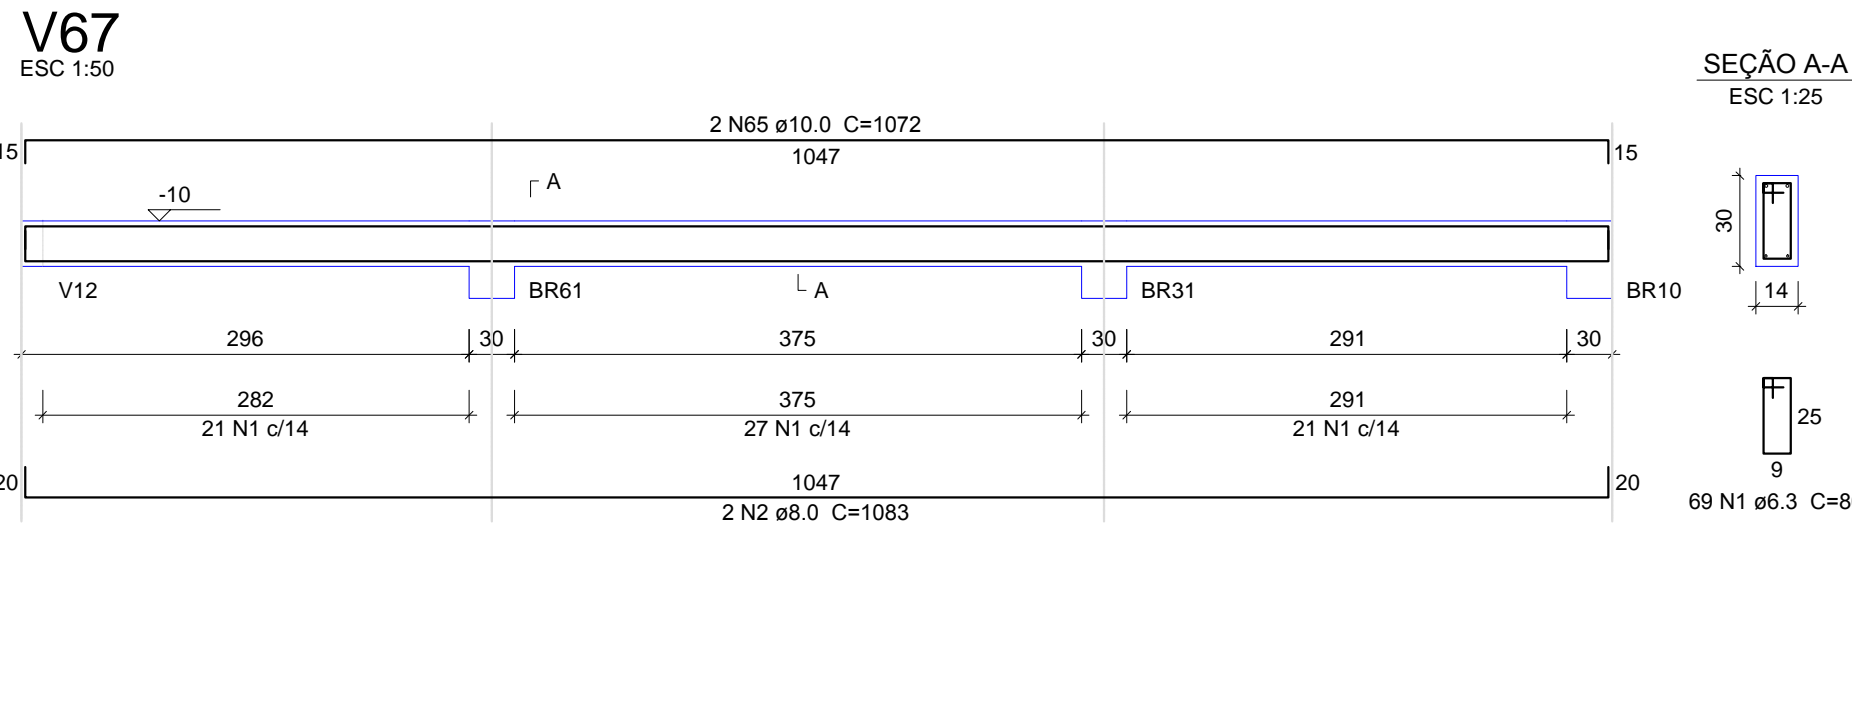 V67
ESC 1:50
SEÇÃO A-A
ESC 1:25
2 N65 ø10.0 C=1072
1047
15
15
A
-10
A
V12
BR61
BR31
BR10
30
14
296
30
375
30
291
30
282
375
291
21 N1 c/14
27 N1 c/14
21 N1 c/14
25
9
69 N1 ø6.3 C=8
20
1047
20
2 N2 ø8.0 C=1083